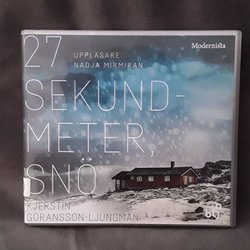 27
UPPLÄSARE:
NADJA MIRMIRAN
Modernista
SEKUND-
METER,
SNÖ
KJERSTIN
GÖRANSSON-LJUNGMAN